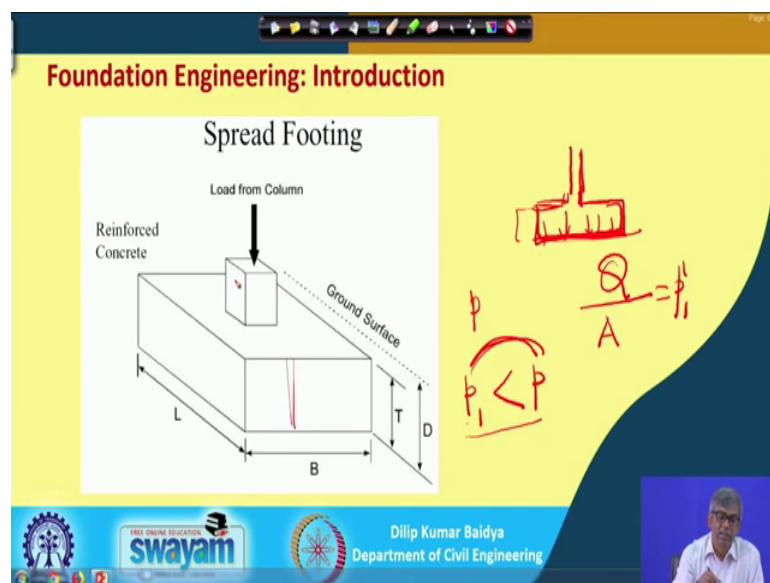 Page
Foundation Engineering: Introduction
Spread Footing
Load from Column
Reinforced
Concrete
Ground Surface
L
B
T
D
Q
A
= p₁
p
p₁ < p
FREE ONLINE EDUCATION
swayam
Dilip Kumar Baidya
Department of Civil Engineering